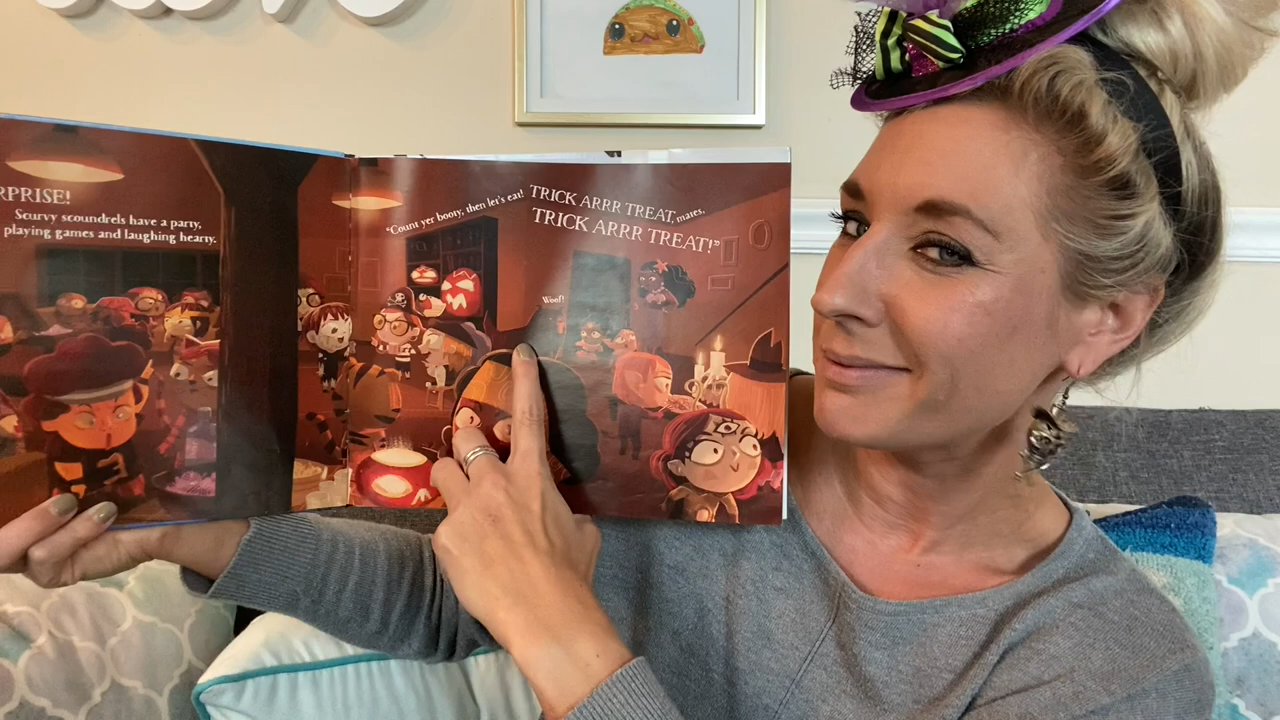 RPRISE!
Scurvy scoundrels have a party,
playing games and laughing hearty.
"Count yer booty, then let's eat! TRICK ARRR TREAT, mates,
TRICK ARRR TREAT!"
Woof!